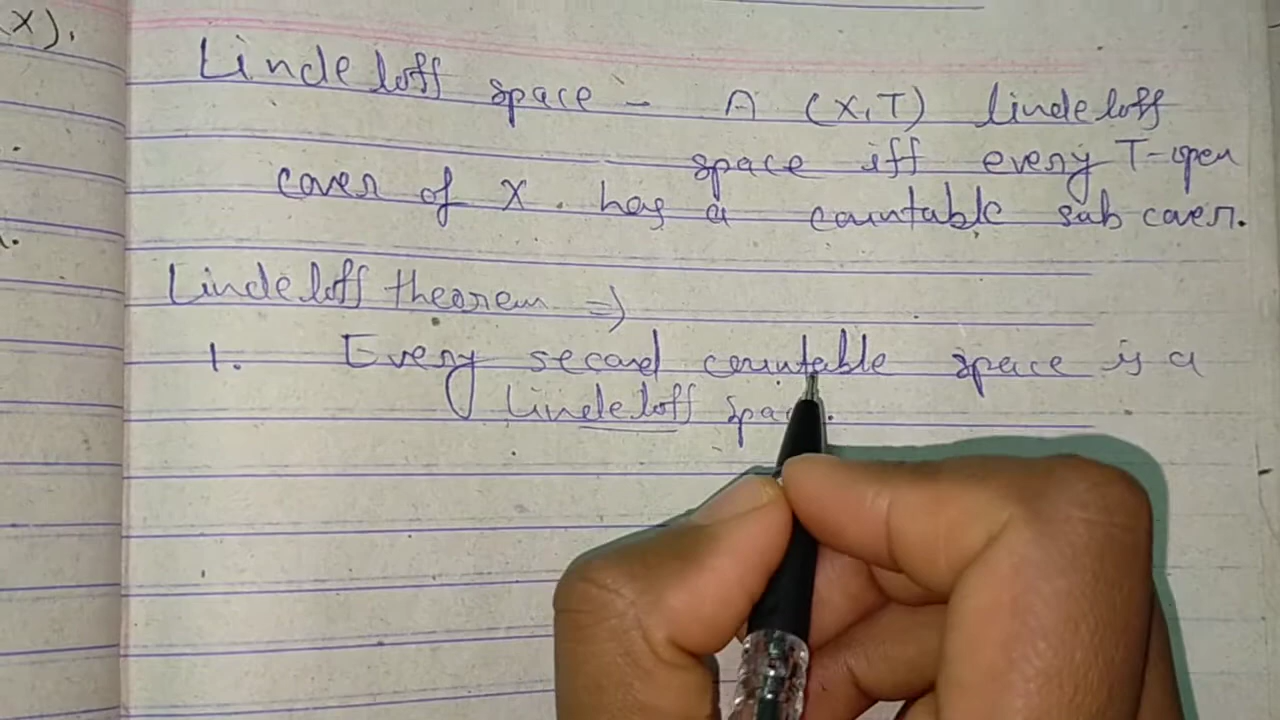 X).
Lindeloff space - A (X,T) lindeloff
space iff every T-open
cover of X. has a countable sub cover.
Lindeloff theorem =>
1. Every second countable space is a
Lindeloff space.